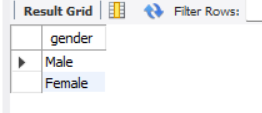 Result Grid Filter Rows:
gender
Male
Female